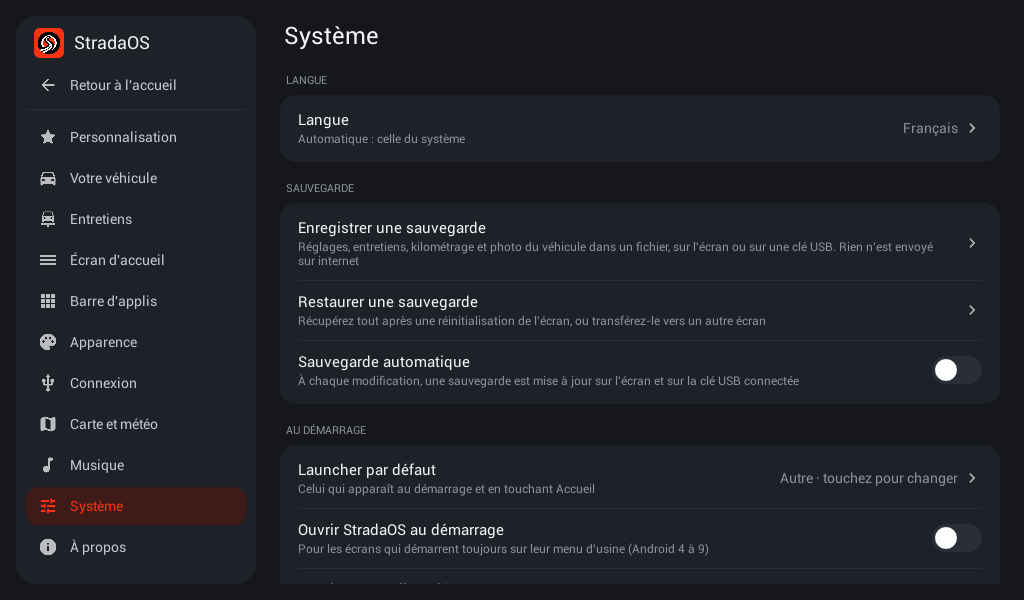 StradaOS
Retour à l'accueil
Personnalisation
Votre véhicule
Entretiens
Écran d'accueil
Barre d'applis
Apparence
Connexion
Carte et météo
Musique
Système
À propos
Système
LANGUE
Langue
Automatique : celle du système
Français
SAUVEGARDE
Enregistrer une sauvegarde
Réglages, entretiens, kilométrage et photo du véhicule dans un fichier, sur l'écran ou sur une clé USB. Rien n'est envoyé
sur internet
Restaurer une sauvegarde
Récupérez tout après une réinitialisation de l'écran, ou transférez-le vers un autre écran
Sauvegarde automatique
À chaque modification, une sauvegarde est mise à jour sur l'écran et sur la clé USB connectée
AU DÉMARRAGE
Launcher par défaut
Celui qui apparaît au démarrage et en touchant Accueil
Autre · touchez pour changer
Ouvrir StradaOS au démarrage
Pour les écrans qui démarrent toujours sur leur menu d'usine (Android 4 à 9)